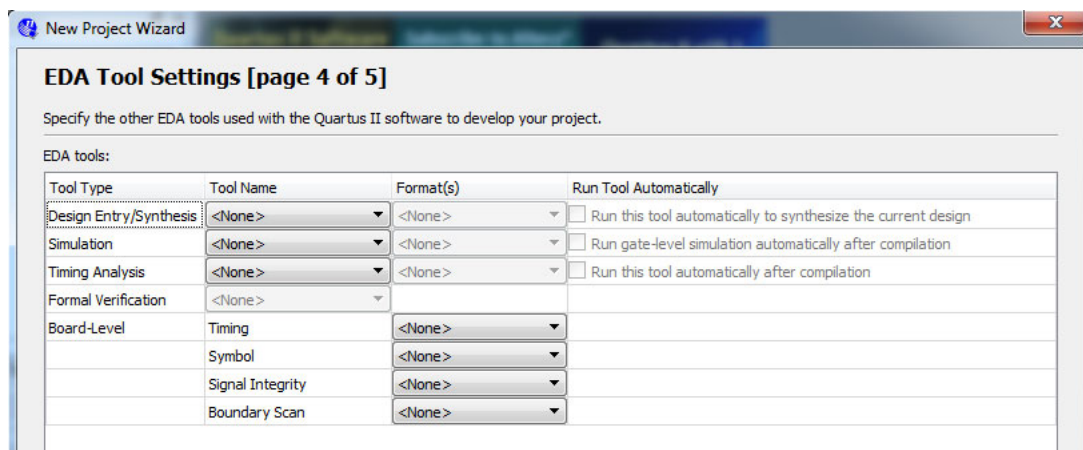 New Project Wizard
EDA Tool Settings [page 4 of 5]
Specify the other EDA tools used with the Quartus II software to develop your project.
EDA tools:
Tool Type Tool Name Format(s) Run Tool Automatically
Design Entry/Synthesis <None> <None> Run this tool automatically to synthesize the current design
Simulation <None> <None> Run gate-level simulation automatically after compilation
Timing Analysis <None> <None> Run this tool automatically after compilation
Formal Verification <None>
Board-Level Timing <None>
Symbol <None>
Signal Integrity <None>
Boundary Scan <None>